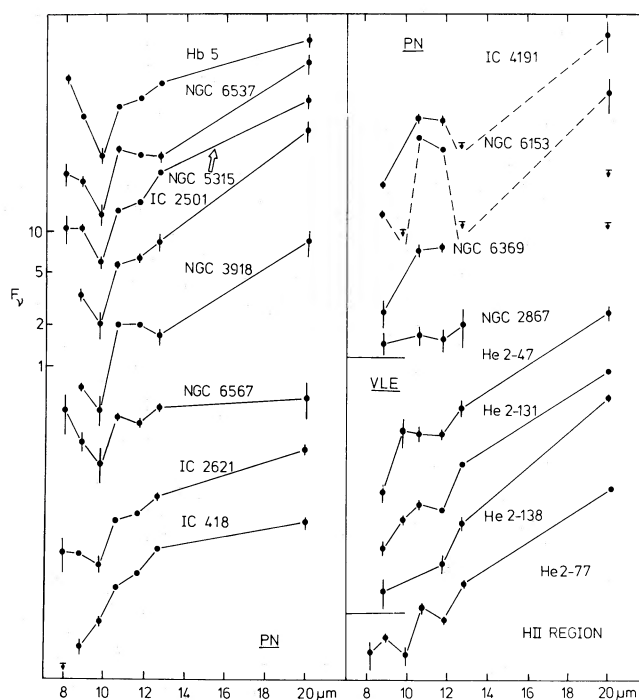 Hb 5
NGC 6537
NGC 5315
IC 2501
10
5
Fν
NGC 3918
2
1
NGC 6567
IC 2621
IC 418
PN
8 10 12 14 16 18 20 μm
PN
IC 4191
NGC 6153
NGC 6369
NGC 2867
He 2-47
VLE
He 2-131
He 2-138
He 2-77
HII REGION
8 10 12 14 16 18 20 μm